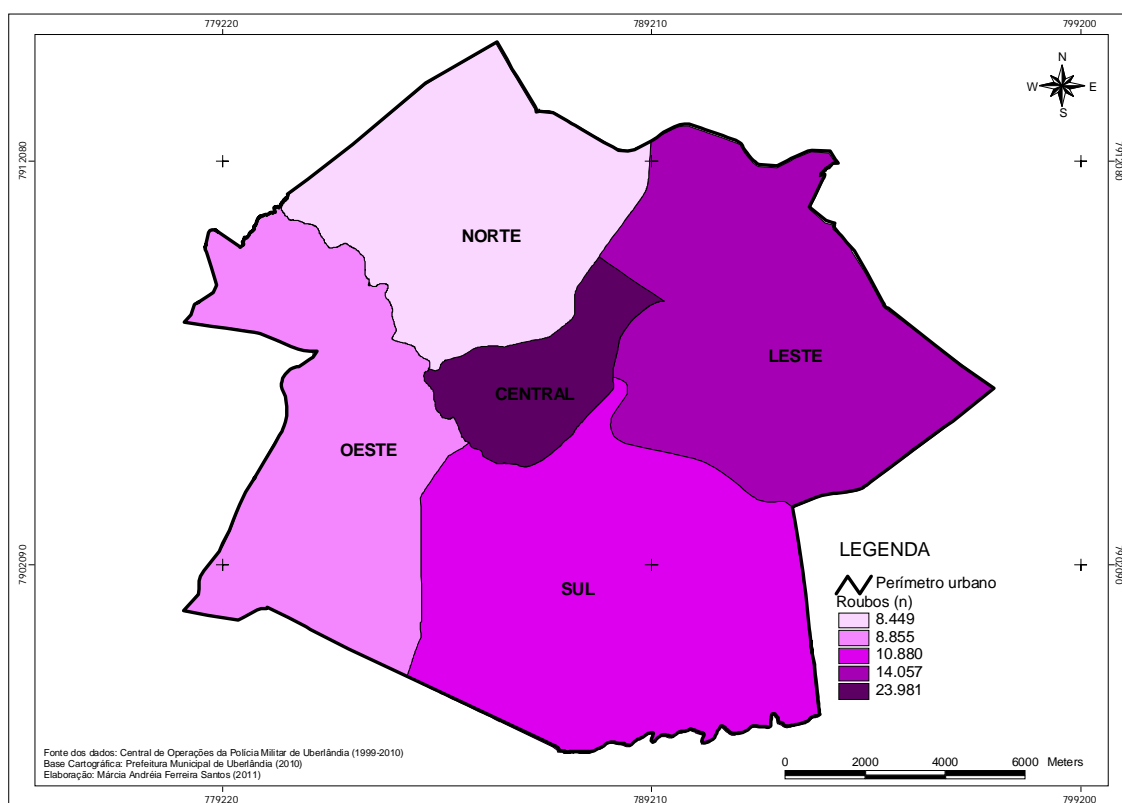 779220 789210 799200
N
W E
S
7912080 7912080
NORTE
LESTE
CENTRAL
OESTE
SUL
7902090 7902090
LEGENDA
Perímetro urbano
Roubos (n)
8.449
8.855
10.880
14.057
23.981
Fonte dos dados: Central de Operações da Polícia Militar de Uberlândia (1999-2010)
Base Cartográfica: Prefeitura Municipal de Uberlândia (2010)
Elaboração: Márcia Andréia Ferreira Santos (2011)
0 2000 4000 6000 Meters
779220 789210 799200